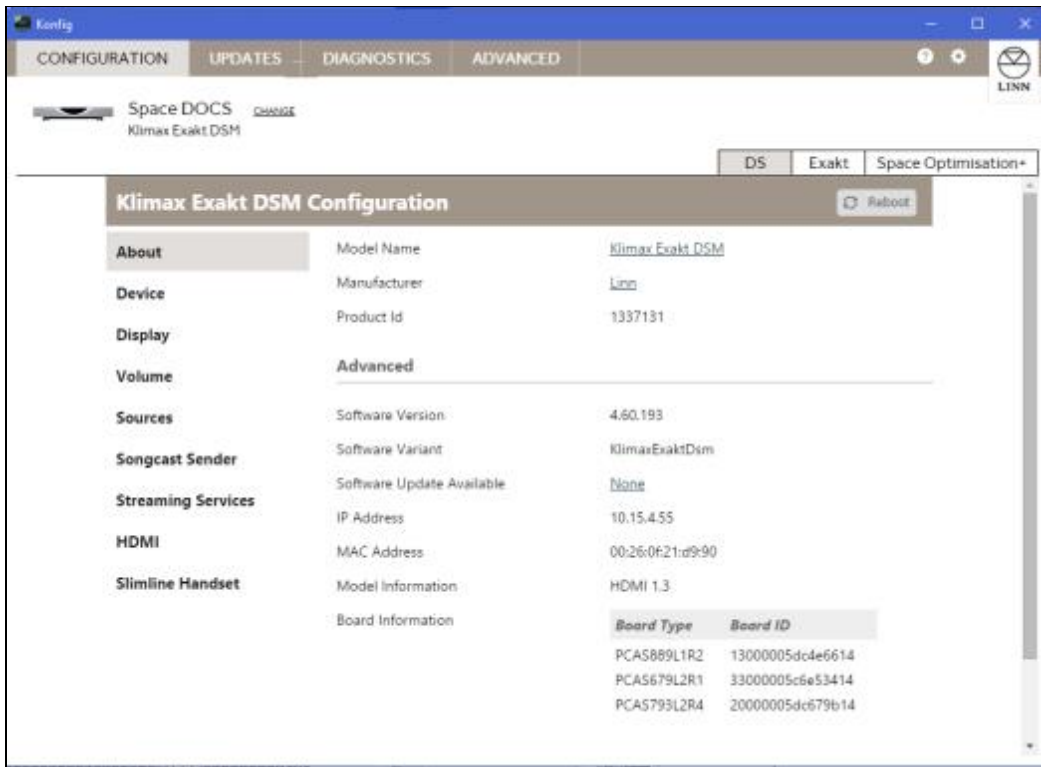 Konfig
CONFIGURATION UPDATES DIAGNOSTICS ADVANCED
LINN
Space DOCS CHANGE
Klimax Exakt DSM
DS Exakt Space Optimisation+
Klimax Exakt DSM Configuration Reboot
About
Device
Display
Volume
Sources
Songcast Sender
Streaming Services
HDMI
Slimline Handset
Model Name Klimax Exakt DSM
Manufacturer Linn
Product Id 1337131
Advanced
Software Version 4.60.193
Software Variant KlimaxExaktDsm
Software Update Available None
IP Address 10.15.4.55
MAC Address 00:26:0f:21:d9:90
Model Information HDMI 1.3
Board Information
Board Type Board ID
PCAS889L1R2 13000005dc4e6614
PCAS679L2R1 33000005c6e53414
PCAS793L2R4 20000005dc679b14